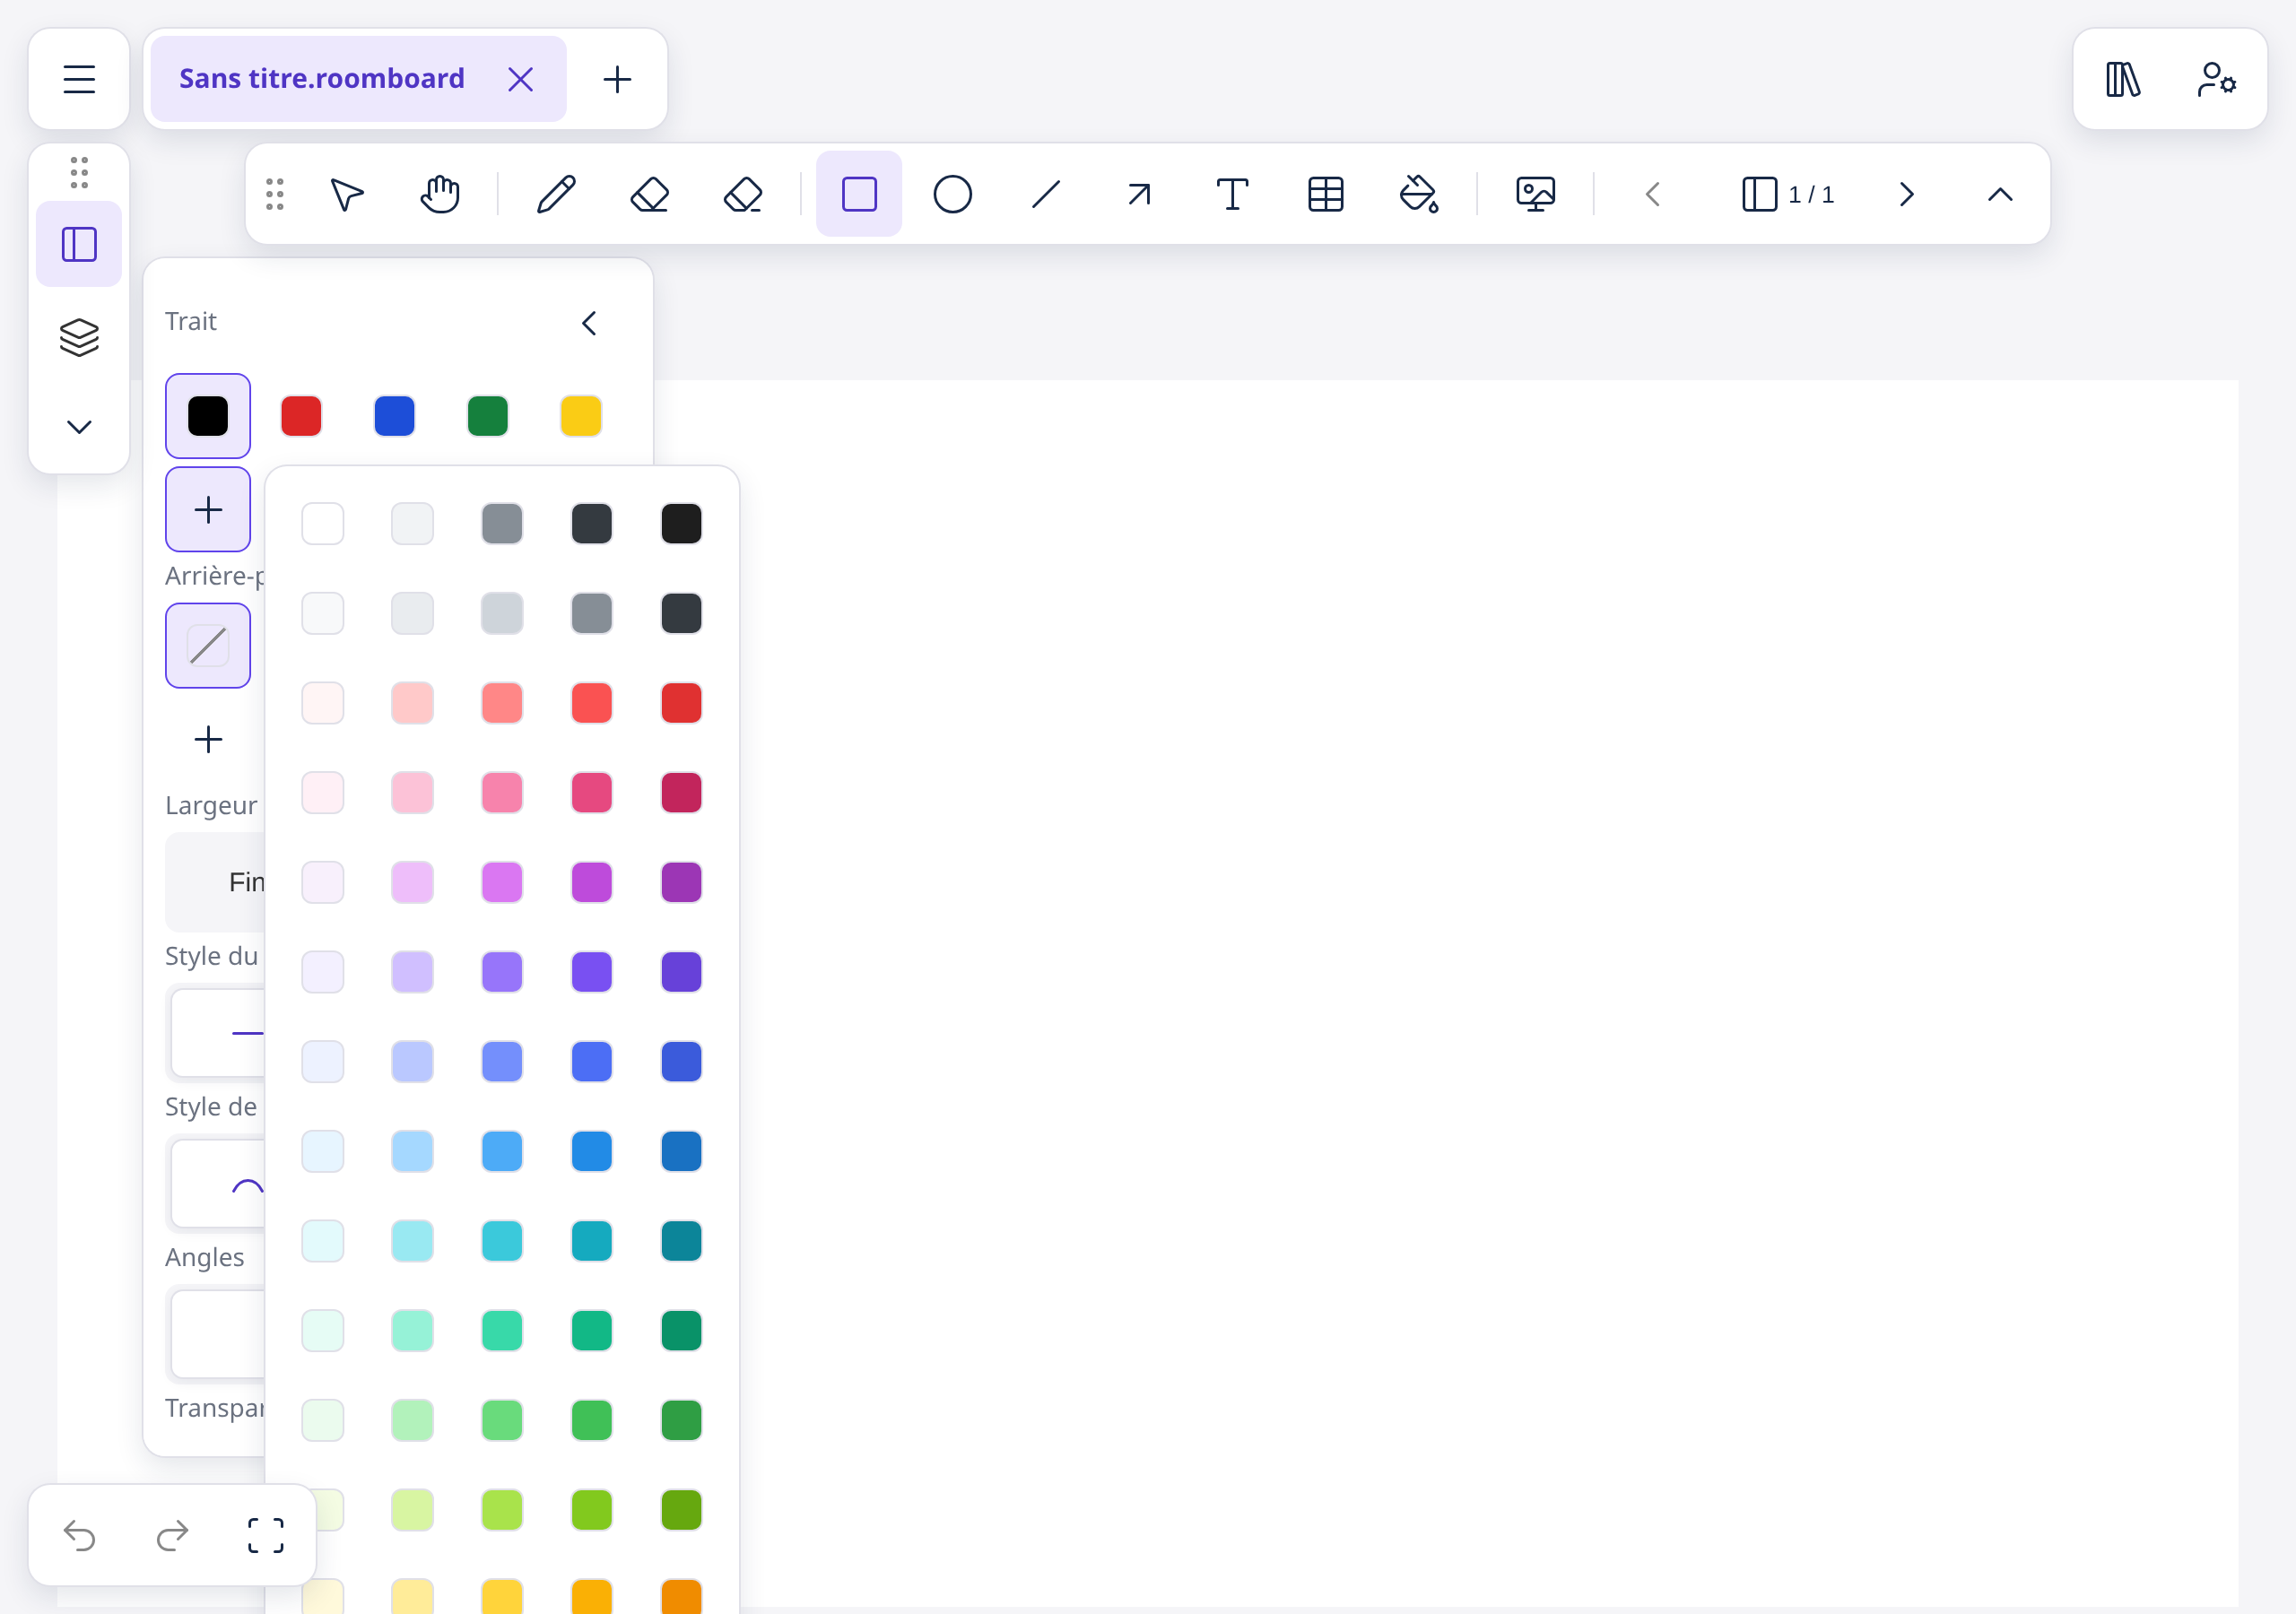 Sans titre.roomboard
1 / 1
Trait
Arrière-p
Largeur
Fin
Style du
Style de
Angles
Transpar